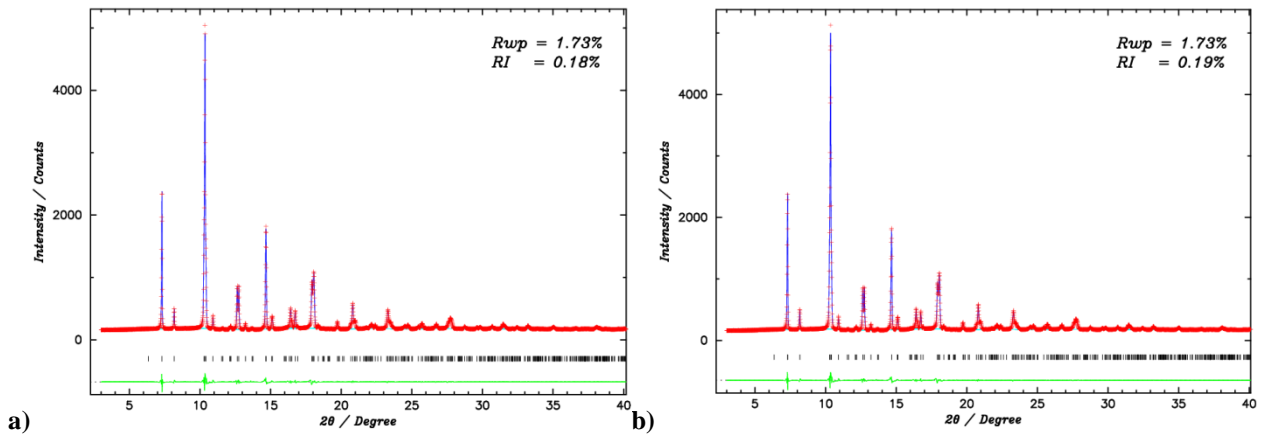 Rwp = 1.73%
RI = 0.18%
4000
2000
0
Intensity / Counts
5 10 15 20 25 30 35 40
2θ / Degree
a)
Rwp = 1.73%
RI = 0.19%
4000
2000
0
Intensity / Counts
5 10 15 20 25 30 35 40
2θ / Degree
b)